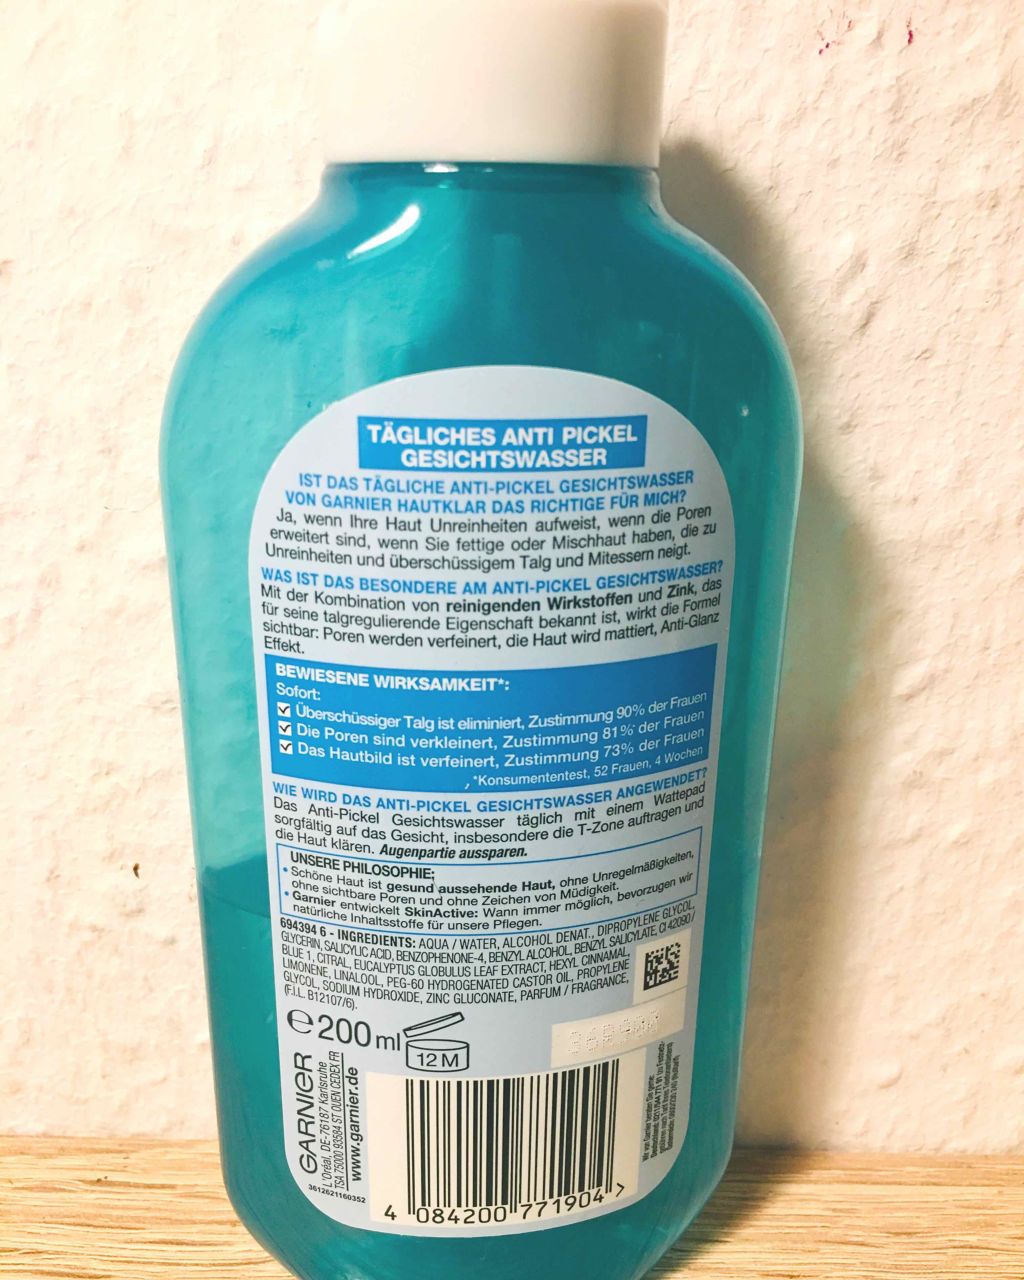 TÄGLICHES ANTI PICKEL
GESICHTSWASSER
IST DAS TÄGLICHE ANTI-PICKEL GESICHTSWASSER
VON GARNIER HAUTKLAR DAS RICHTIGE FÜR MICH?
Ja, wenn Ihre Haut Unreinheiten aufweist, wenn die Poren
erweitert sind, wenn Sie fettige oder Mischhaut haben, die zu
Unreinheiten und überschüssigem Talg und Mitessern neigt.
WAS IST DAS BESONDERE AM ANTI-PICKEL GESICHTSWASSER?
Mit der Kombination von reinigenden Wirkstoffen und Zink, das
für seine talgregulierende Eigenschaft bekannt ist, wirkt die Formel
sichtbar: Poren werden verfeinert, die Haut wird mattiert, Anti-Glanz
Effekt.
BEWIESENE WIRKSAMKEIT*:
Sofort:
Überschüssiger Talg ist eliminiert, Zustimmung 90% der Frauen
Die Poren sind verkleinert, Zustimmung 81% der Frauen
Das Hautbild ist verfeinert, Zustimmung 73% der Frauen
*Konsumententest, 52 Frauen, 4 Wochen
WIE WIRD DAS ANTI-PICKEL GESICHTSWASSER ANGEWENDET?
Das Anti-Pickel Gesichtswasser täglich mit einem Wattepad
sorgfältig auf das Gesicht, insbesondere die T-Zone auftragen und
die Haut klären. Augenpartie aussparen.
UNSERE PHILOSOPHIE:
• Schöne Haut ist gesund aussehende Haut, ohne Unregelmäßigkeiten,
ohne sichtbare Poren und ohne Zeichen von Müdigkeit.
• Garnier entwickelt SkinActive: Wann immer möglich, bevorzugen wir
natürliche Inhaltsstoffe für unsere Pflegen.
694394 6 - INGREDIENTS: AQUA / WATER, ALCOHOL DENAT., DIPROPYLENE GLYCOL,
GLYCERIN, SALICYLIC ACID, BENZOPHENONE-4, BENZYL ALCOHOL, BENZYL SALICYLATE, CI 42090 /
BLUE 1, CITRAL, EUCALYPTUS GLOBULUS LEAF EXTRACT, HEXYL CINNAMAL,
LIMONENE, LINALOOL, PEG-60 HYDROGENATED CASTOR OIL, PROPYLENE
GLYCOL, SODIUM HYDROXIDE, ZINC GLUCONATE, PARFUM / FRAGRANCE,
(F.I.L. B12107/6).
℮ 200 ml
12 M
GARNIER
L'Oréal, DE-76187 Karlsruhe
TSA 75000 93584 ST OUEN CEDEX FR
www.garnier.de
3612621160352
4 084200 771904 >